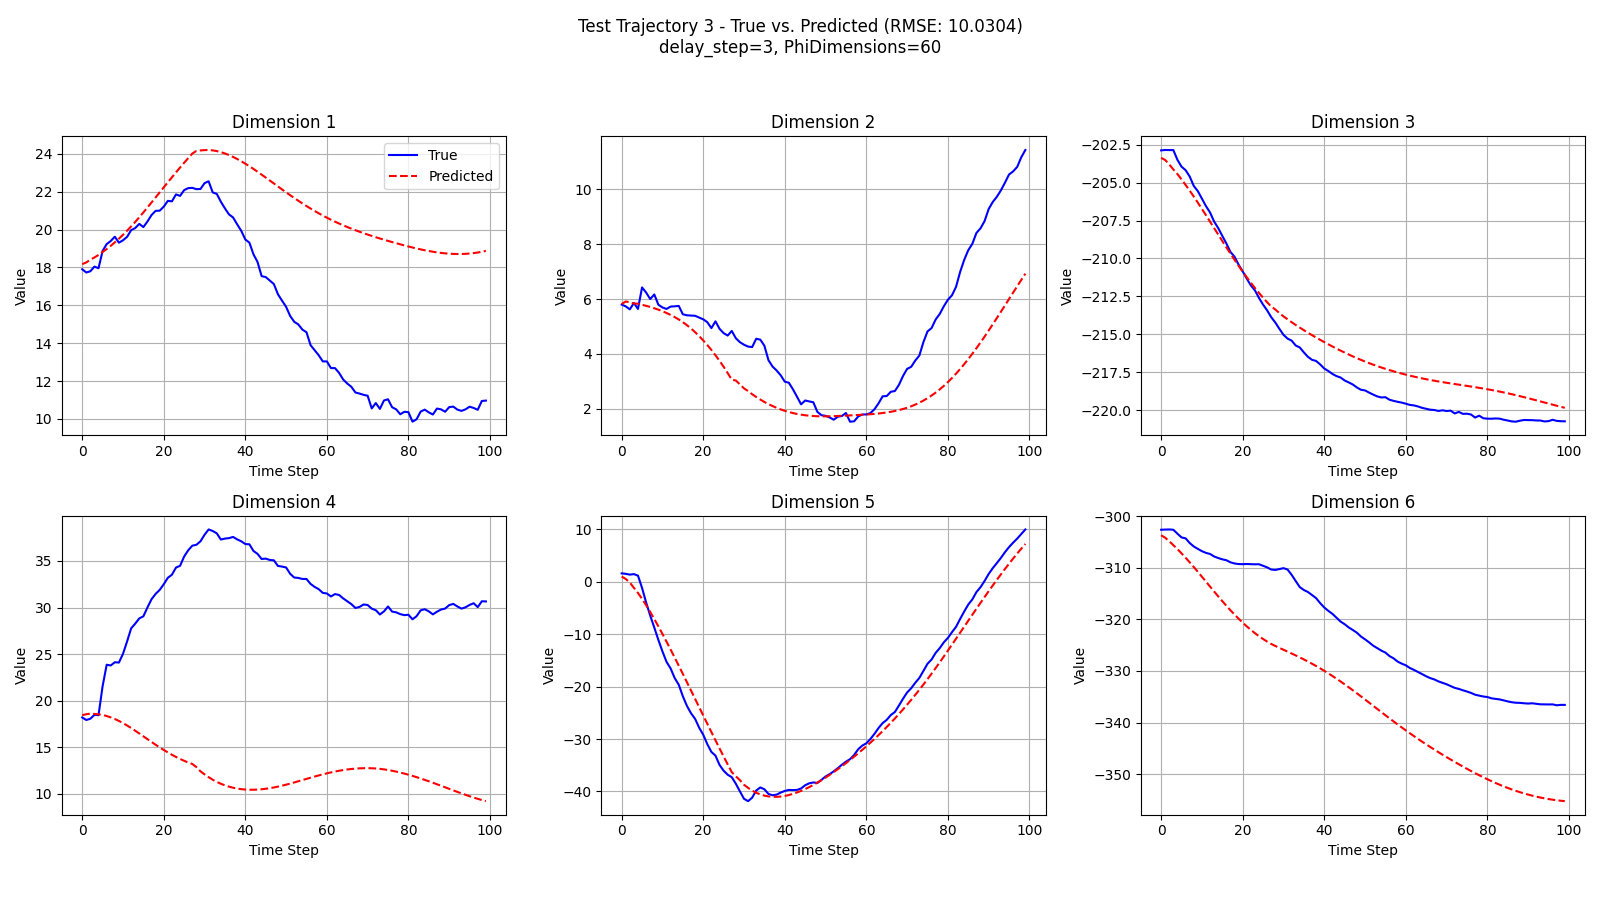 Test Trajectory 3 - True vs. Predicted (RMSE: 10.0304)
delay_step=3, PhiDimensions=60
Dimension 1
Value
24
22
20
18
16
14
12
10
0 20 40 60 80 100
Time Step
True
Predicted
Dimension 2
Value
10
8
6
4
2
0 20 40 60 80 100
Time Step
Dimension 3
Value
−202.5
−205.0
−207.5
−210.0
−212.5
−215.0
−217.5
−220.0
0 20 40 60 80 100
Time Step
Dimension 4
Value
35
30
25
20
15
10
0 20 40 60 80 100
Time Step
Dimension 5
Value
10
0
−10
−20
−30
−40
0 20 40 60 80 100
Time Step
Dimension 6
Value
−300
−310
−320
−330
−340
−350
0 20 40 60 80 100
Time Step